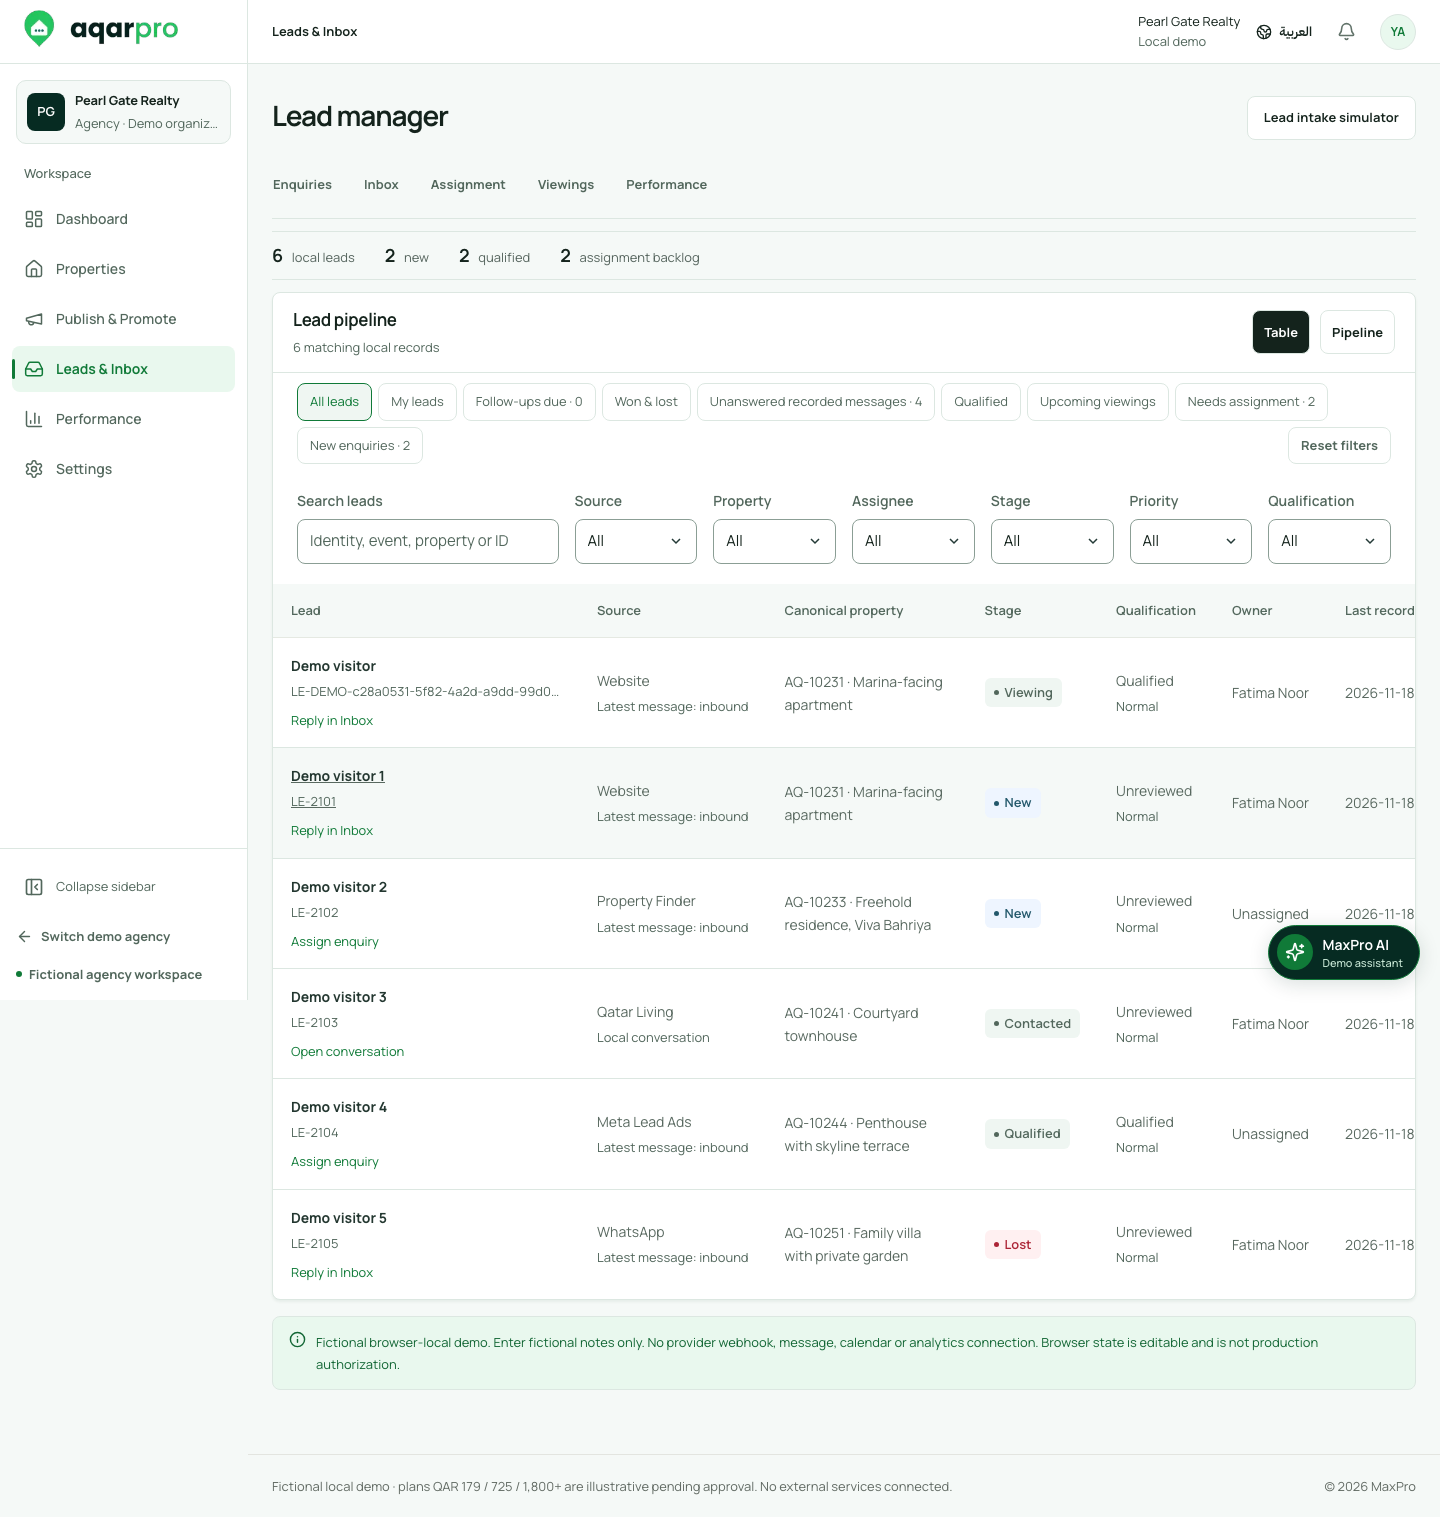 aqarpro
Leads & Inbox
Pearl Gate Realty
Local demo
العربية
YA
PG
Pearl Gate Realty
Agency · Demo organiz...
Workspace
Dashboard
Properties
Publish & Promote
Leads & Inbox
Performance
Settings
Collapse sidebar
Switch demo agency
Fictional agency workspace
Lead manager
Lead intake simulator
Enquiries Inbox Assignment Viewings Performance
6 local leads 2 new 2 qualified 2 assignment backlog
Lead pipeline
6 matching local records
Table Pipeline
All leads My leads Follow-ups due · 0 Won & lost Unanswered recorded messages · 4 Qualified Upcoming viewings Needs assignment · 2
New enquiries · 2 Reset filters
Search leads Source Property Assignee Stage Priority Qualification
Identity, event, property or ID All All All All All All
Lead Source Canonical property Stage Qualification Owner Last record
Demo visitor
LE-DEMO-c28a0531-5f82-4a2d-a9dd-99d0...
Reply in Inbox
Website
Latest message: inbound
AQ-10231 · Marina-facing
apartment
Viewing
Qualified
Normal
Fatima Noor
2026-11-18
Demo visitor 1
LE-2101
Reply in Inbox
Website
Latest message: inbound
AQ-10231 · Marina-facing
apartment
New
Unreviewed
Normal
Fatima Noor
2026-11-18
Demo visitor 2
LE-2102
Assign enquiry
Property Finder
Latest message: inbound
AQ-10233 · Freehold
residence, Viva Bahriya
New
Unreviewed
Normal
Unassigned
2026-11-18
MaxPro AI
Demo assistant
Demo visitor 3
LE-2103
Open conversation
Qatar Living
Local conversation
AQ-10241 · Courtyard
townhouse
Contacted
Unreviewed
Normal
Fatima Noor
2026-11-18
Demo visitor 4
LE-2104
Assign enquiry
Meta Lead Ads
Latest message: inbound
AQ-10244 · Penthouse
with skyline terrace
Qualified
Qualified
Normal
Unassigned
2026-11-18
Demo visitor 5
LE-2105
Reply in Inbox
WhatsApp
Latest message: inbound
AQ-10251 · Family villa
with private garden
Lost
Unreviewed
Normal
Fatima Noor
2026-11-18
Fictional browser-local demo. Enter fictional notes only. No provider webhook, message, calendar or analytics connection. Browser state is editable and is not production
authorization.
Fictional local demo · plans QAR 179 / 725 / 1,800+ are illustrative pending approval. No external services connected.
© 2026 MaxPro